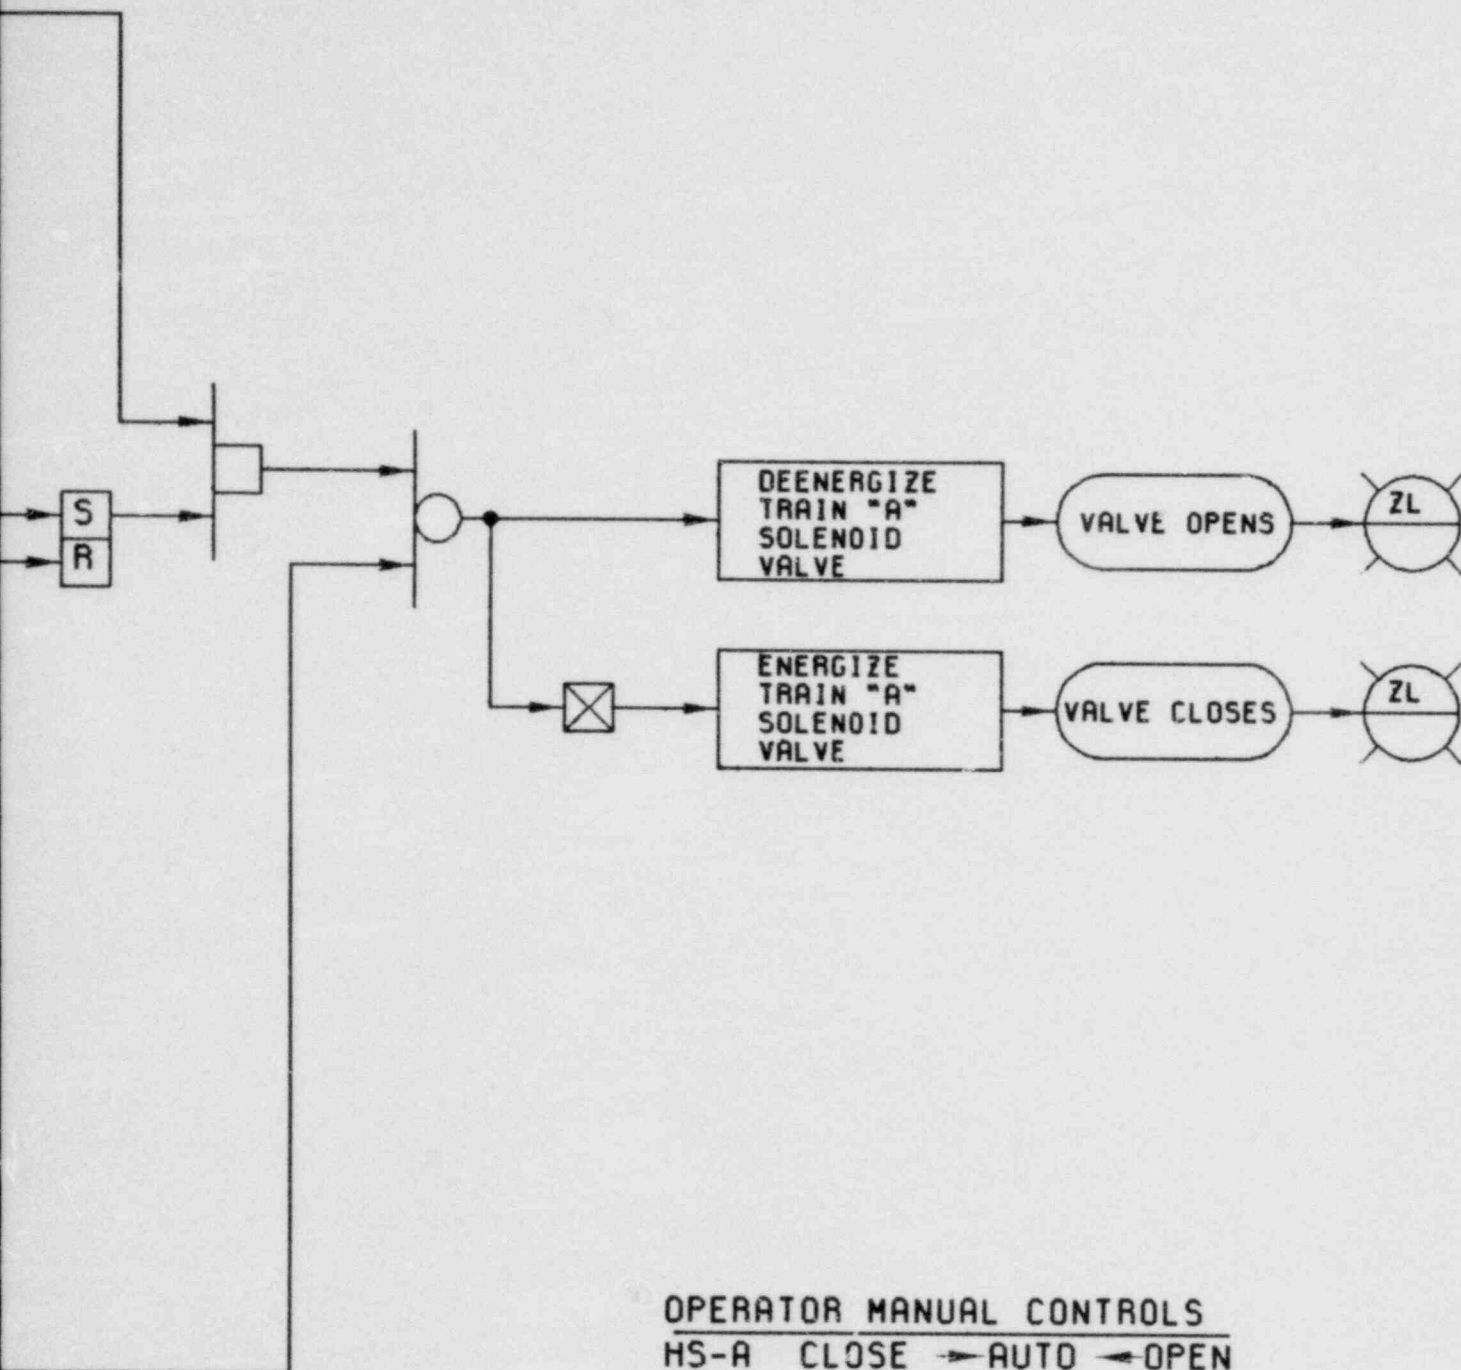 S
R
DEENERGIZE
TRAIN "A"
SOLENOID
VALVE
VALVE OPENS
ZL
ENERGIZE
TRAIN "A"
SOLENOID
VALVE
VALVE CLOSES
ZL
OPERATOR MANUAL CONTROLS
HS-A CLOSE AUTO OPEN